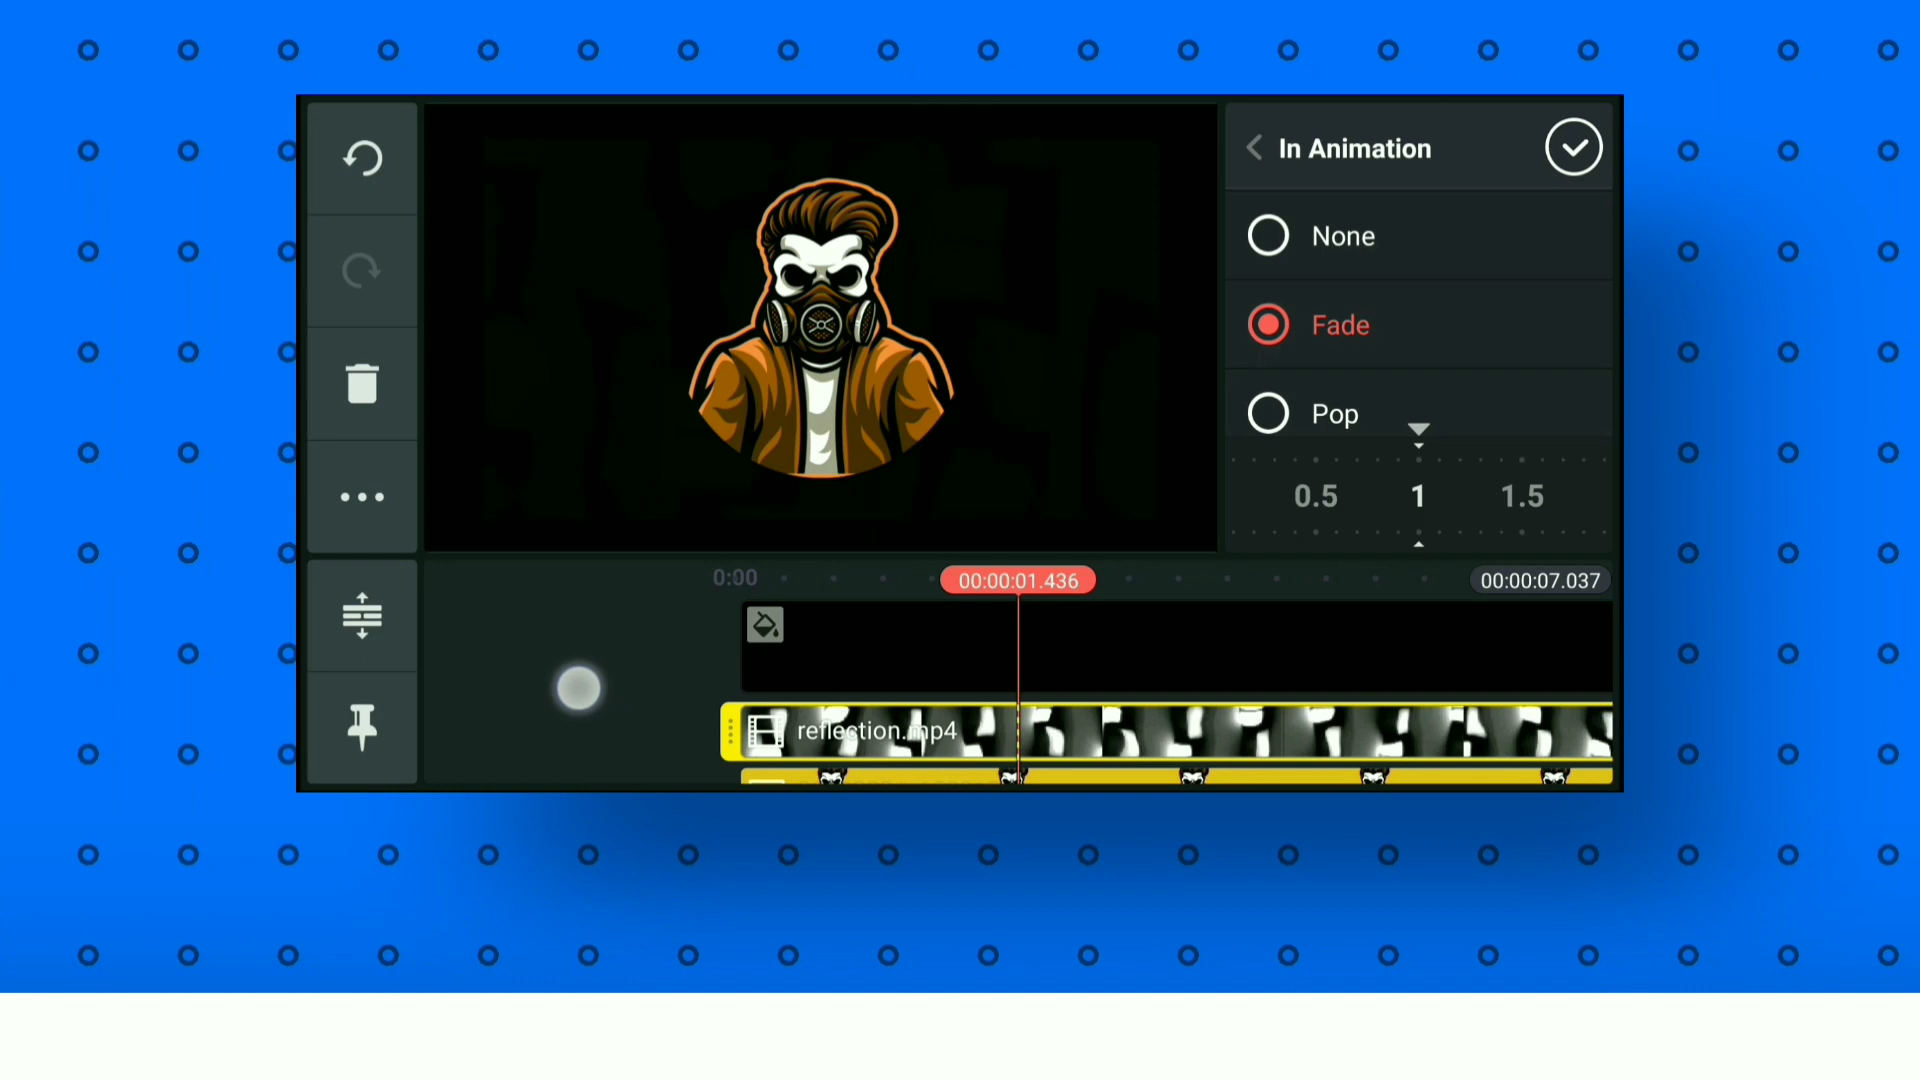 In Animation
None
Fade
Pop
0.5 1 1.5
0:00 00:00:01.436 00:00:07.037
reflection.mp4